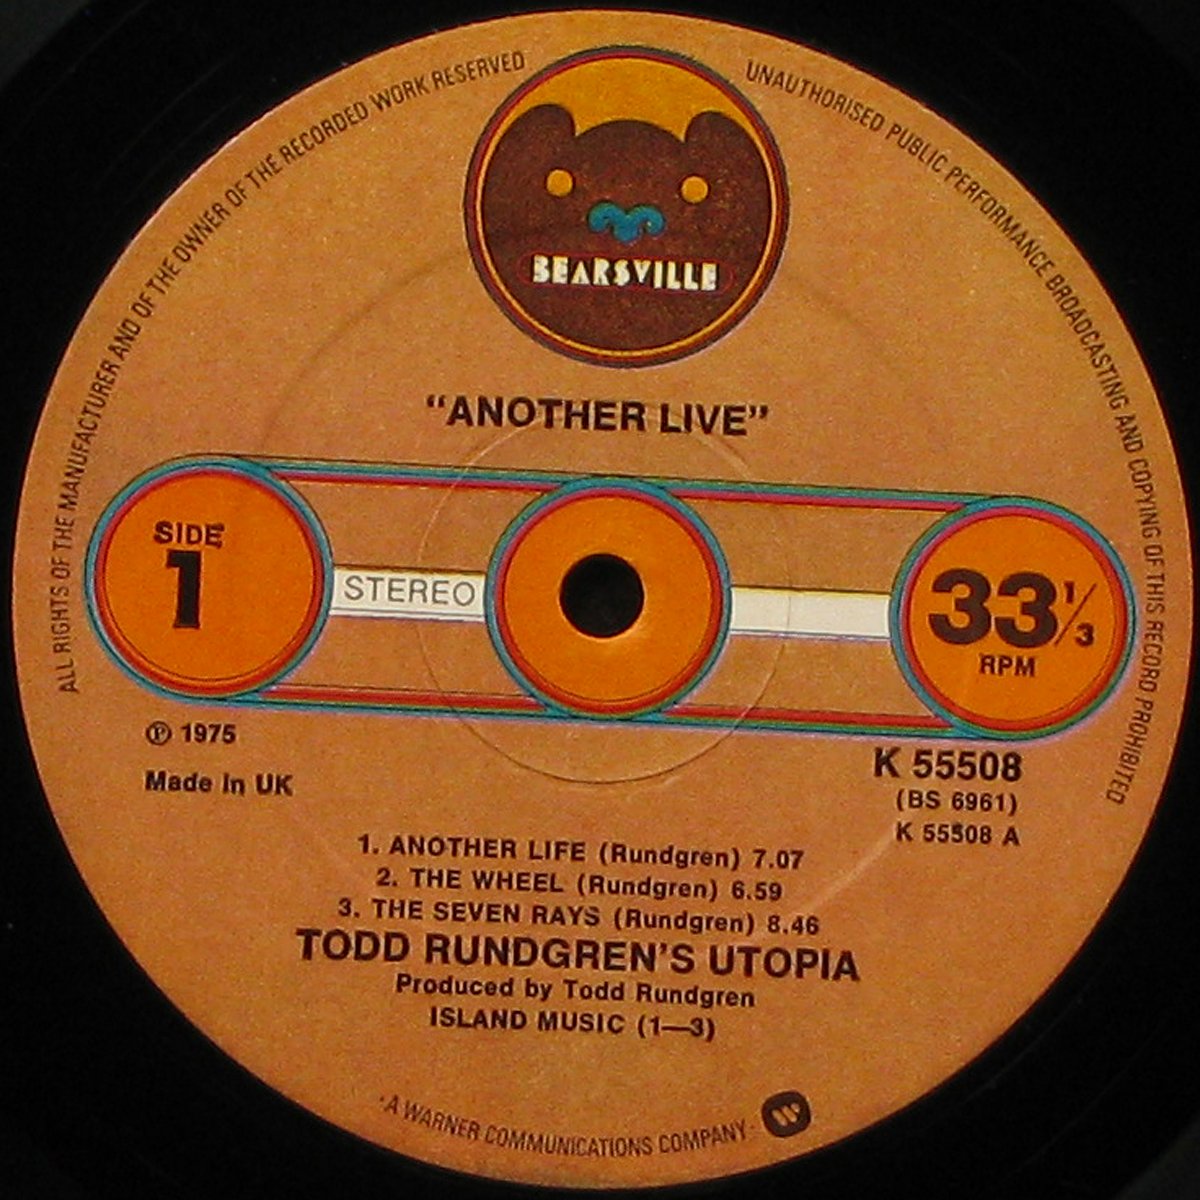 ALL RIGHTS OF THE MANUFACTURER AND OF THE OWNER OF THE RECORDED WORK RESERVED
UNAUTHORISED PUBLIC PERFORMANCE BROADCASTING AND COPYING OF THIS RECORD PROHIBITED
BEARSVILLE
“ANOTHER LIVE”
SIDE
1
STEREO
33 1/3
RPM
℗ 1975
Made In UK
K 55508
(BS 6961)
K 55508 A
1. ANOTHER LIFE (Rundgren) 7.07
2. THE WHEEL (Rundgren) 6.59
3. THE SEVEN RAYS (Rundgren) 8.46
TODD RUNDGREN’S UTOPIA
Produced by Todd Rundgren
ISLAND MUSIC (1—3)
·A WARNER COMMUNICATIONS COMPANY·